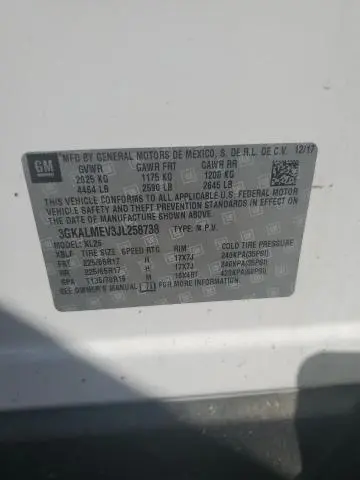 GM
MFD BY GENERAL MOTORS DE MEXICO, S. DE R.L. DE C.V. 12/17
GVWR GAWR FRT GAWR RR
2025 KG 1175 KG 1200 KG
4464 LB 2590 LB 2645 LB
THIS VEHICLE CONFORMS TO ALL APPLICABLE U.S. FEDERAL MOTOR
VEHICLE SAFETY AND THEFT PREVENTION STANDARDS IN EFFECT
ON THE DATE OF MANUFACTURE SHOWN ABOVE.
3GKALMEV3JL258738 TYPE: M.P.V.
MODEL: XL26
XBLF TIRE SIZE SPEED RTG RIM COLD TIRE PRESSURE
FRT 225/65R17 H 17X7J 240KPA(35PSI)
RR 225/65R17 H 17X7J 240KPA(35PSI)
SPA T135/70R16 M 16X4BT 420KPA(60PSI)
SEE OWNER'S MANUAL FOR MORE INFORMATION.